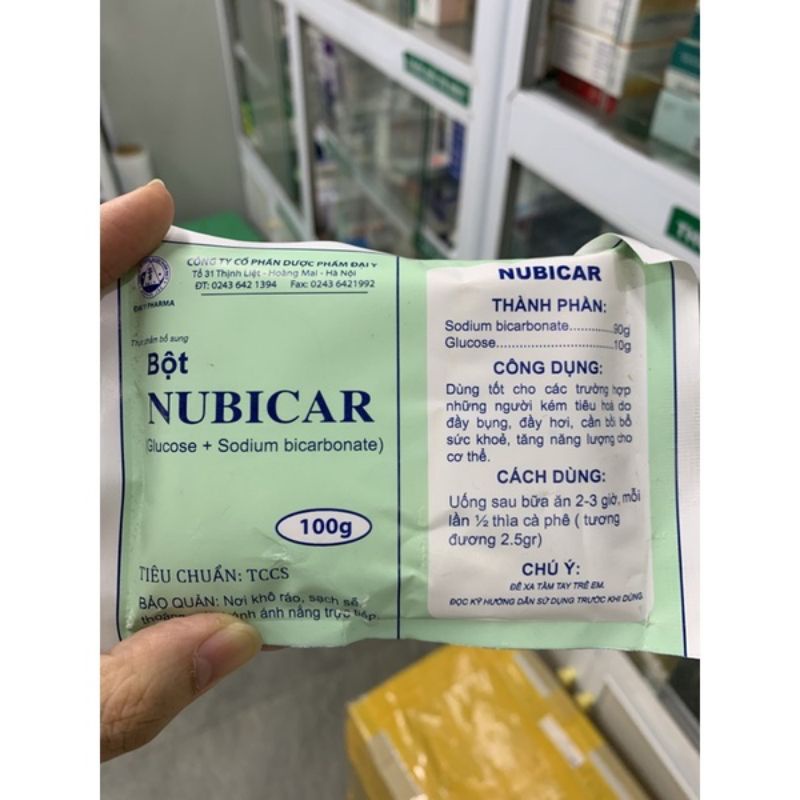 CÔNG TY CỔ PHẦN DƯỢC PHẨM ĐẠI Y
Tổ 31 Thịnh Liệt - Hoàng Mai - Hà Nội
ĐT: 0243 642 1394 Fax: 0243 6421992
PHARMA
Thực phẩm bổ sung
Bột
NUBICAR
(Glucose + Sodium bicarbonate)
100g
TIÊU CHUẨN: TCCS
BẢO QUẢN: Nơi khô ráo, sạch sẽ,
ánh nắng trực tiếp.
NUBICAR
THÀNH PHẦN:
Sodium bicarbonate.............90g
Glucose..................................10g
CÔNG DỤNG:
Dùng tốt cho các trường hợp
những người kém tiêu hoá do
đầy bụng, đầy hơi, cần bồi bổ
sức khoẻ, tăng năng lượng cho
cơ thể.
CÁCH DÙNG:
Uống sau bữa ăn 2-3 giờ, mỗi
lần ½ thìa cà phê ( tương
đương 2.5gr)
CHÚ Ý:
ĐỂ XA TẦM TAY TRẺ EM.
ĐỌC KỸ HƯỚNG DẪN SỬ DỤNG TRƯỚC KHI DÙNG